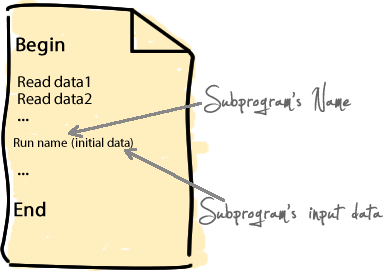 Begin
Read data1
Read data2
...
Run name (initial data)
...
End
Subprogram's Name
Subprogram's input data